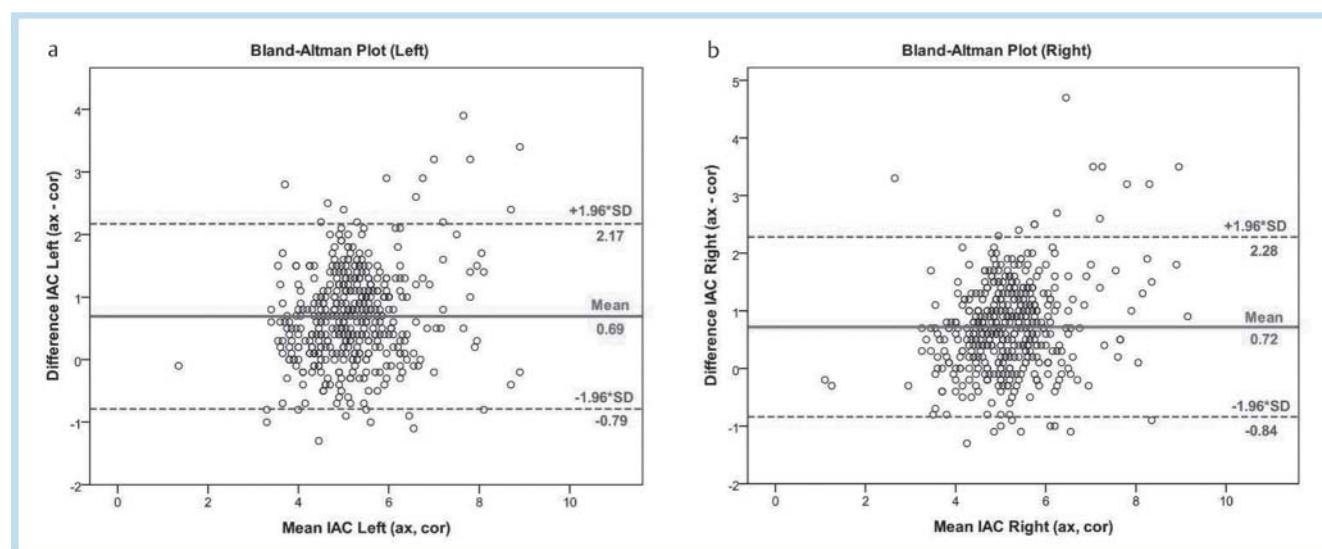 a
Bland-Altman Plot (Left)
Difference IAC Left (ax - cor)
4
3
2
1
0
-1
-2
+1.96*SD
2.17
Mean
0.69
-1.96*SD
-0.79
0 2 4 6 8 10
Mean IAC Left (ax, cor)
b
Bland-Altman Plot (Right)
Difference IAC Right (ax - cor)
5
4
3
2
1
0
-1
-2
+1.96*SD
2.28
Mean
0.72
-1.96*SD
-0.84
0 2 4 6 8 10
Mean IAC Right (ax, cor)